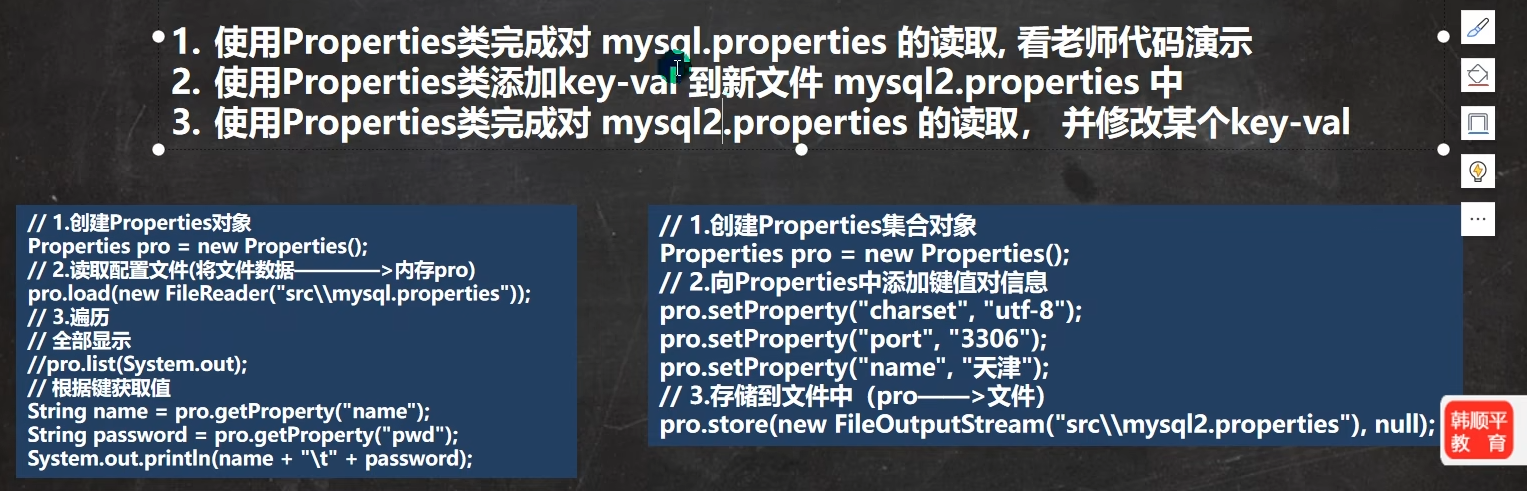 1. 使用Properties类完成对 mysql.properties 的读取, 看老师代码演示
2. 使用Properties类添加key-val 到新文件 mysql2.properties 中
3. 使用Properties类完成对 mysql2.properties 的读取， 并修改某个key-val
// 1.创建Properties对象
Properties pro = new Properties();
// 2.读取配置文件(将文件数据————>内存pro)
pro.load(new FileReader("src\\mysql.properties"));
// 3.遍历
// 全部显示
//pro.list(System.out);
// 根据键获取值
String name = pro.getProperty("name");
String password = pro.getProperty("pwd");
System.out.println(name + "\t" + password);
// 1.创建Properties集合对象
Properties pro = new Properties();
// 2.向Properties中添加键值对信息
pro.setProperty("charset", "utf-8");
pro.setProperty("port", "3306");
pro.setProperty("name", "天津");
// 3.存储到文件中（pro——>文件）
pro.store(new FileOutputStream("src\\mysql2.properties"), null);
韩顺平
教 育